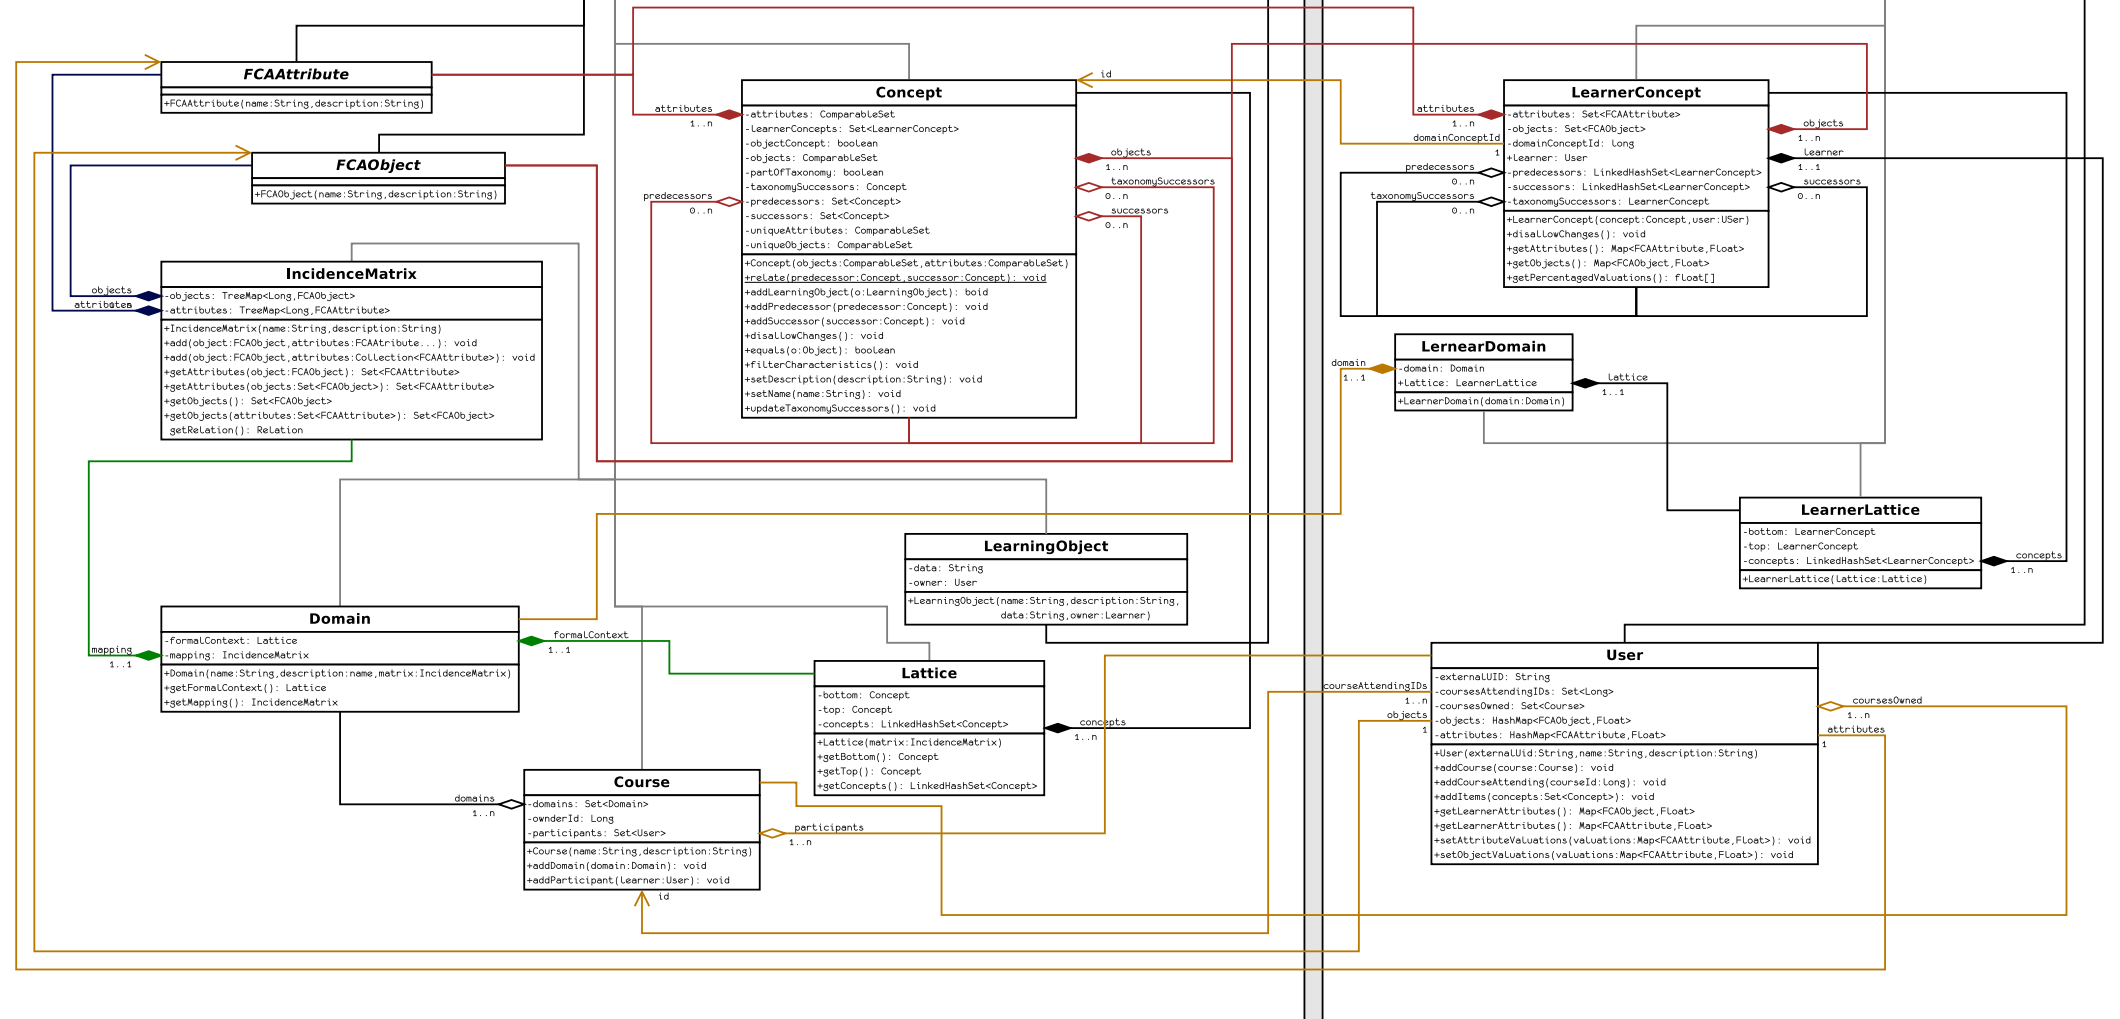 FCAAttribute
+FCAAttribute(name:String,description:String)
FCAObject
+FCAObject(name:String,description:String)
IncidenceMatrix
objects
-objects: TreeMap<Long,FCAObject>
attributes
-attributes: TreeMap<Long,FCAAttribute>
+IncidenceMatrix(name:String,description:String)
+add(object:FCAObject,attributes:FCAAtribute...): void
+add(object:FCAObject,attributes:Collection<FCAAttribute>): void
+getAttributes(object:FCAObject): Set<FCAAttribute>
+getAttributes(objects:Set<FCAObject>): Set<FCAAttribute>
+getObjects(): Set<FCAObject>
+getObjects(attributes:Set<FCAAttribute>): Set<FCAObject>
getRelation(): Relation
Concept
id
attributes
1..n
-attributes: ComparableSet
-learnerConcepts: Set<LearnerConcept>
-objectConcept: boolean
-objects: ComparableSet
-partOfTaxonomy: boolean
-taxonomySuccessors: Concept
-predecessors: Set<Concept>
-successors: Set<Concept>
-uniqueAttributes: ComparableSet
-uniqueObjects: ComparableSet
objects
1..n
taxonomySuccessors
0..n
predecessors
0..n
successors
0..n
+Concept(objects:ComparableSet,attributes:ComparableSet)
+relate(predecessor:Concept,successor:Concept): void
+addLearningObject(o:LearningObject): boid
+addPredecessor(predecessor:Concept): void
+addSuccessor(successor:Concept): void
+disallowChanges(): void
+equals(o:Object): boolean
+filterCharacteristics(): void
+setDescription(description:String): void
+setName(name:String): void
+updateTaxonomySuccessors(): void
LearnerConcept
attributes
1..n
domainConceptId
1
predecessors
0..n
taxonomySuccessors
0..n
-attributes: Set<FCAAttribute>
-objects: Set<FCAObject>
-domainConceptId: Long
+Learner: User
-predecessors: LinkedHashSet<LearnerConcept>
-successors: LinkedHashSet<LearnerConcept>
-taxonomySuccessors: LearnerConcept
objects
1..n
learner
1..1
successors
0..n
+LearnerConcept(concept:Concept,user:USer)
+disallowChanges(): void
+getAttributes(): Map<FCAAttribute,Float>
+getObjects(): Map<FCAObject,Float>
+getPercentagedValuations(): float[]
LernearDomain
domain
1..1
-domain: Domain
+lattice: LearnerLattice
lattice
1..1
+LearnerDomain(domain:Domain)
LearnerLattice
-bottom: LearnerConcept
-top: LearnerConcept
-concepts: LinkedHashSet<LearnerConcept>
concepts
1..n
+LearnerLattice(lattice:Lattice)
LearningObject
-data: String
-owner: User
+LearningObject(name:String,description:String,
data:String,owner:Learner)
Domain
-formalContext: Lattice
-mapping: IncidenceMatrix
mapping
1..1
formalContext
1..1
+Domain(name:String,description:name,matrix:IncidenceMatrix)
+getFormalContext(): Lattice
+getMapping(): IncidenceMatrix
Lattice
-bottom: Concept
-top: Concept
-concepts: LinkedHashSet<Concept>
concepts
1..n
+Lattice(matrix:IncidenceMatrix)
+getBottom(): Concept
+getTop(): Concept
+getConcepts(): LinkedHashSet<Concept>
Course
domains
1..n
-domains: Set<Domain>
-ownderId: Long
-participants: Set<User>
participants
1..n
+Course(name:String,description:String)
+addDomain(domain:Domain): void
+addParticipant(Learner:User): void
id
User
courseAttendingIDs
1..n
objects
1
-externalUID: String
-coursesAttendingIDs: Set<Long>
-coursesOwned: Set<Course>
-objects: HashMap<FCAObject,Float>
-attributes: HashMap<FCAAttribute,Float>
coursesOwned
1..n
attributes
1
+User(externalUid:String,name:String,description:String)
+addCourse(course:Course): void
+addCourseAttending(courseId:Long): void
+addItems(concepts:Set<Concept>): void
+getLearnerAttributes(): Map<FCAObject,Float>
+getLearnerAttributes(): Map<FCAAttribute,Float>
+setAttributeValuations(valuations:Map<FCAAttribute,Float>): void
+setObjectValuations(valuations:Map<FCAAttribute,Float>): void